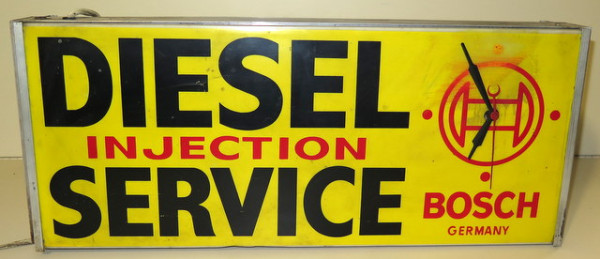 DIESEL
INJECTION
SERVICE
BOSCH
GERMANY